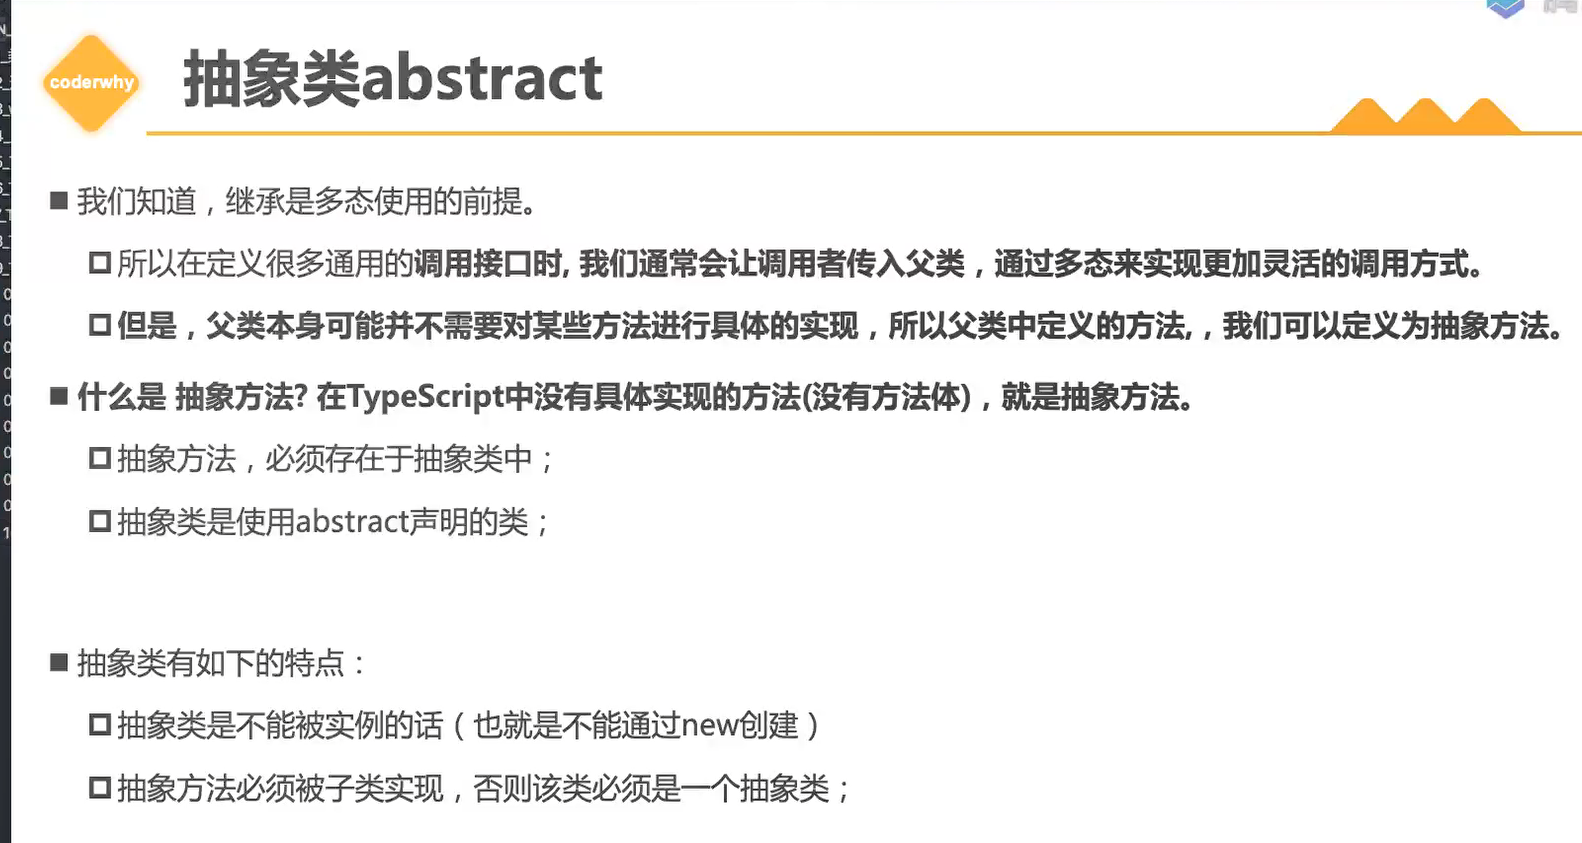 coderwhy
抽象类abstract
我们知道，继承是多态使用的前提。
所以在定义很多通用的调用接口时, 我们通常会让调用者传入父类，通过多态来实现更加灵活的调用方式。
但是，父类本身可能并不需要对某些方法进行具体的实现，所以父类中定义的方法,，我们可以定义为抽象方法。
什么是 抽象方法? 在TypeScript中没有具体实现的方法(没有方法体)，就是抽象方法。
抽象方法，必须存在于抽象类中；
抽象类是使用abstract声明的类；
抽象类有如下的特点：
抽象类是不能被实例的话（也就是不能通过new创建）
抽象方法必须被子类实现，否则该类必须是一个抽象类；